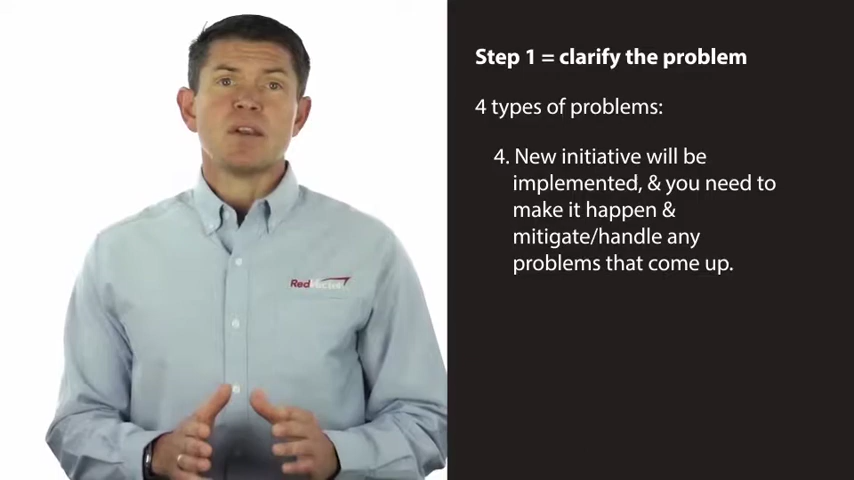 Step 1 = clarify the problem
4 types of problems:
4. New initiative will be
implemented, & you need to
make it happen &
mitigate/handle any
problems that come up.
RedVector